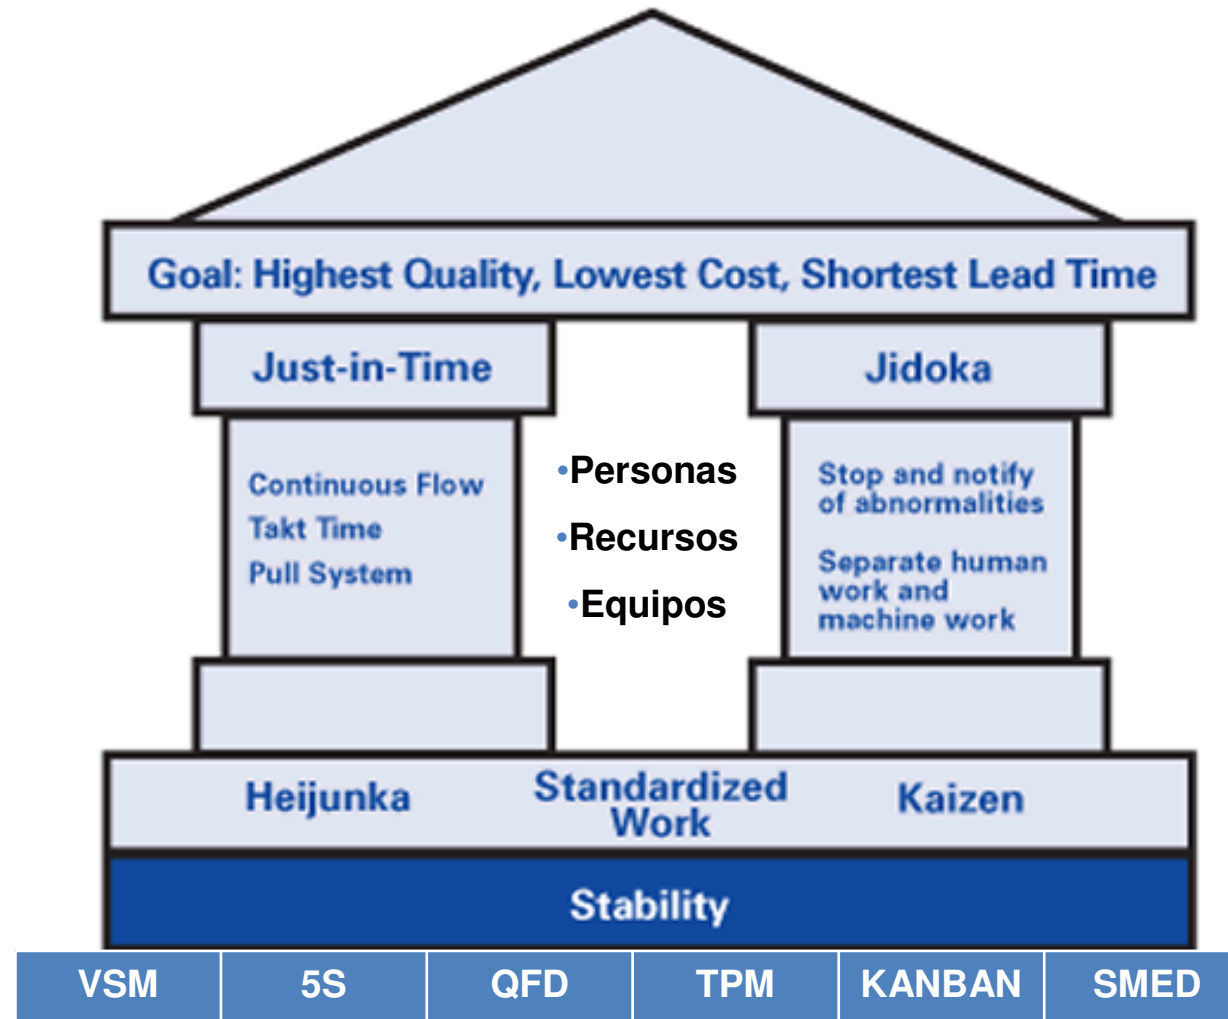 Goal: Highest Quality, Lowest Cost, Shortest Lead Time
Just-in-Time
Jidoka
Continuous Flow
Takt Time
Pull System
•Personas
•Recursos
•Equipos
Stop and notify
of abnormalities
Separate human
work and
machine work
Heijunka
Standardized
Work
Kaizen
Stability
VSM
5S
QFD
TPM
KANBAN
SMED